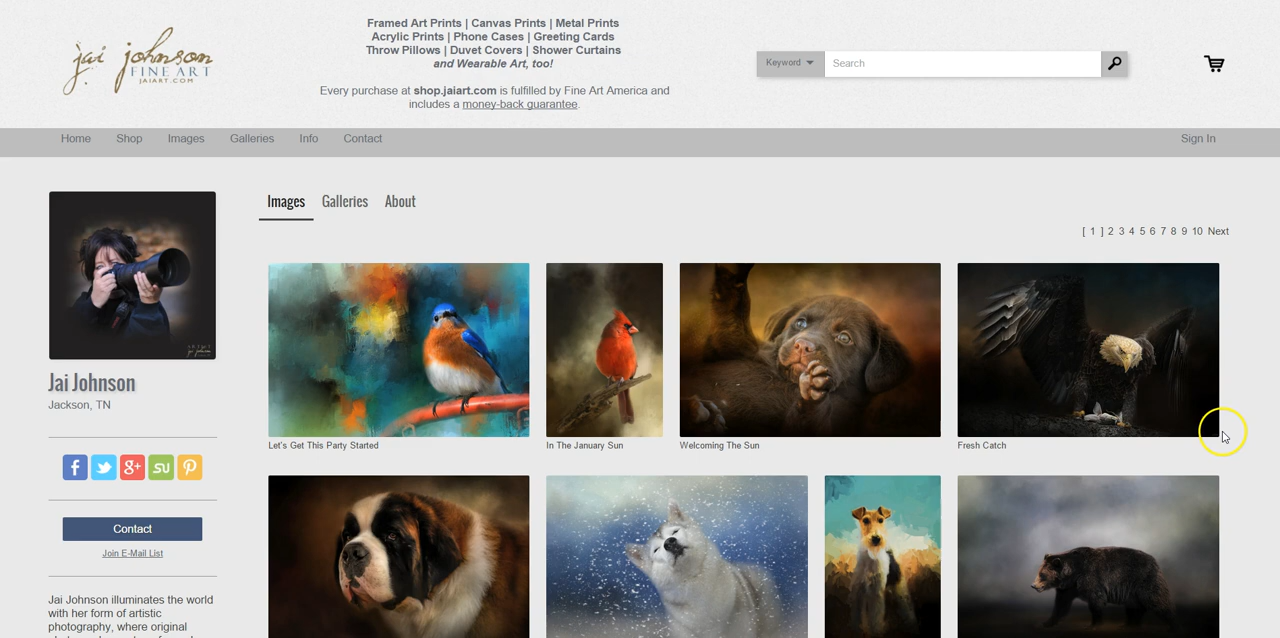 jai johnson
FINE ART
JAIART.COM
Framed Art Prints | Canvas Prints | Metal Prints
Acrylic Prints | Phone Cases | Greeting Cards
Throw Pillows | Duvet Covers | Shower Curtains
and Wearable Art, too!
Every purchase at shop.jaiart.com is fulfilled by Fine Art America and
includes a money-back guarantee.
Keyword
Search
Home Shop Images Galleries Info Contact Sign In
Images Galleries About
[ 1 ] 2 3 4 5 6 7 8 9 10 Next
Let's Get This Party Started
In The January Sun
Welcoming The Sun
Fresh Catch
Jai Johnson
Jackson, TN
f g+ su p
Contact
Join E-Mail List
Jai Johnson illuminates the world
with her form of artistic
photography, where original